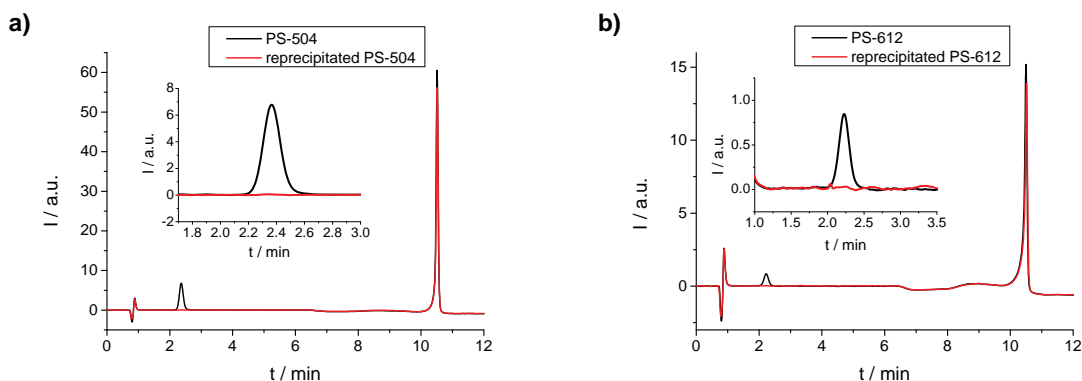 a)
PS-504
reprecipitated PS-504
I / a.u.
60
50
40
30
20
10
0
0 2 4 6 8 10 12
t / min
I / a.u.
8
6
4
2
0
-2
1.8 2.0 2.2 2.4 2.6 2.8 3.0
t / min
b)
PS-612
reprecipitated PS-612
I / a.u.
15
10
5
0
0 2 4 6 8 10 12
t / min
I / a.u.
1.0
0.5
0.0
1.0 1.5 2.0 2.5 3.0 3.5
t / min